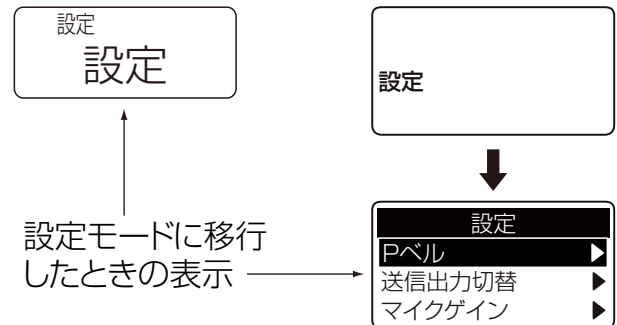 設定
設定
設定
設定モードに移行
したときの表示
設定
Pベル
送信出力切替
マイクゲイン